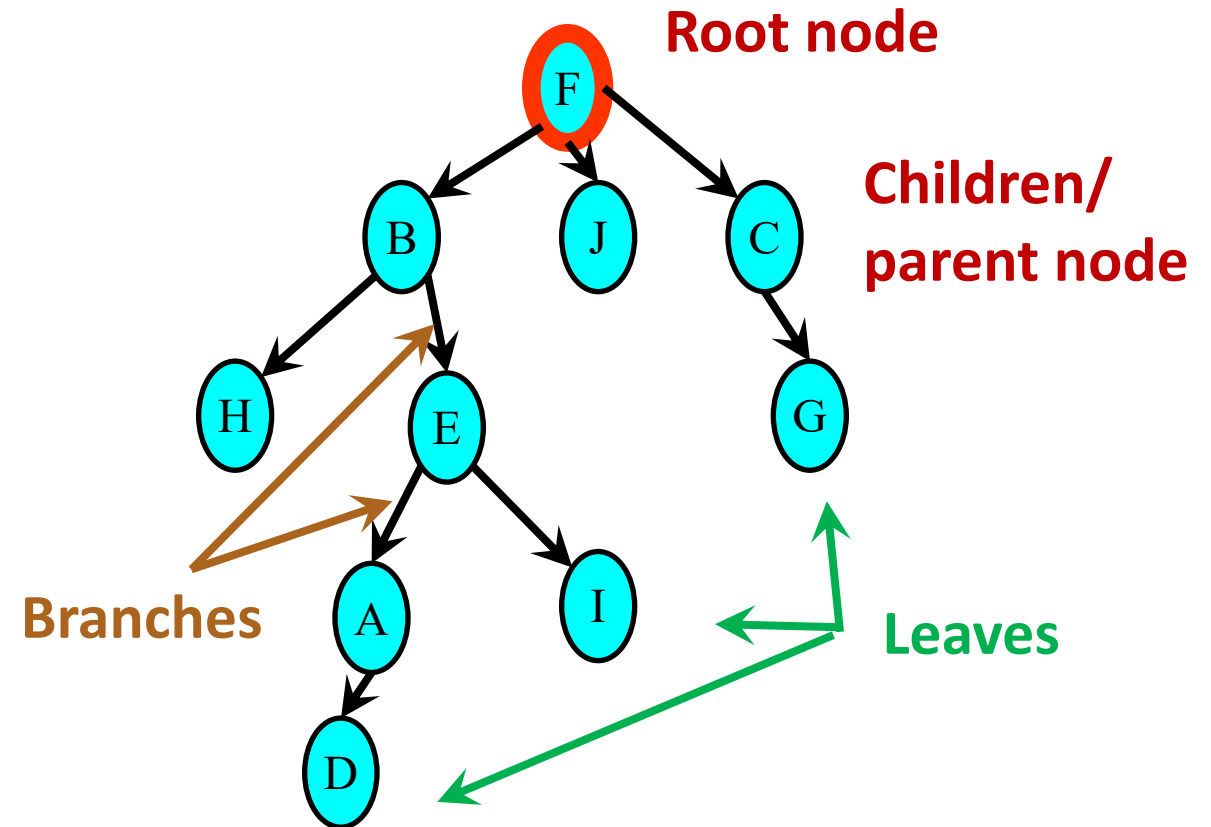 Root node
F
Children/
parent node
B
J
C
H
E
G
Branches
A
I
Leaves
D